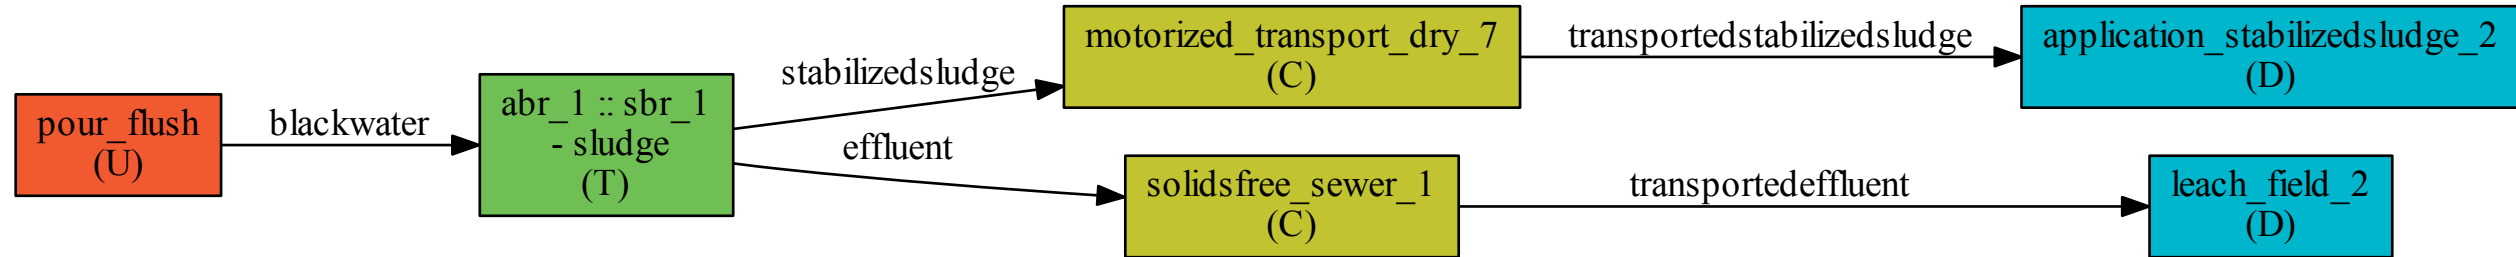 pour_flush
(U)
blackwater
abr_1 :: sbr_1
- sludge
(T)
stabilizedsludge
effluent
motorized_transport_dry_7
(C)
solidsfree_sewer_1
(C)
transportedstabilizedsludge
transportedeffluent
application_stabilizedsludge_2
(D)
leach_field_2
(D)